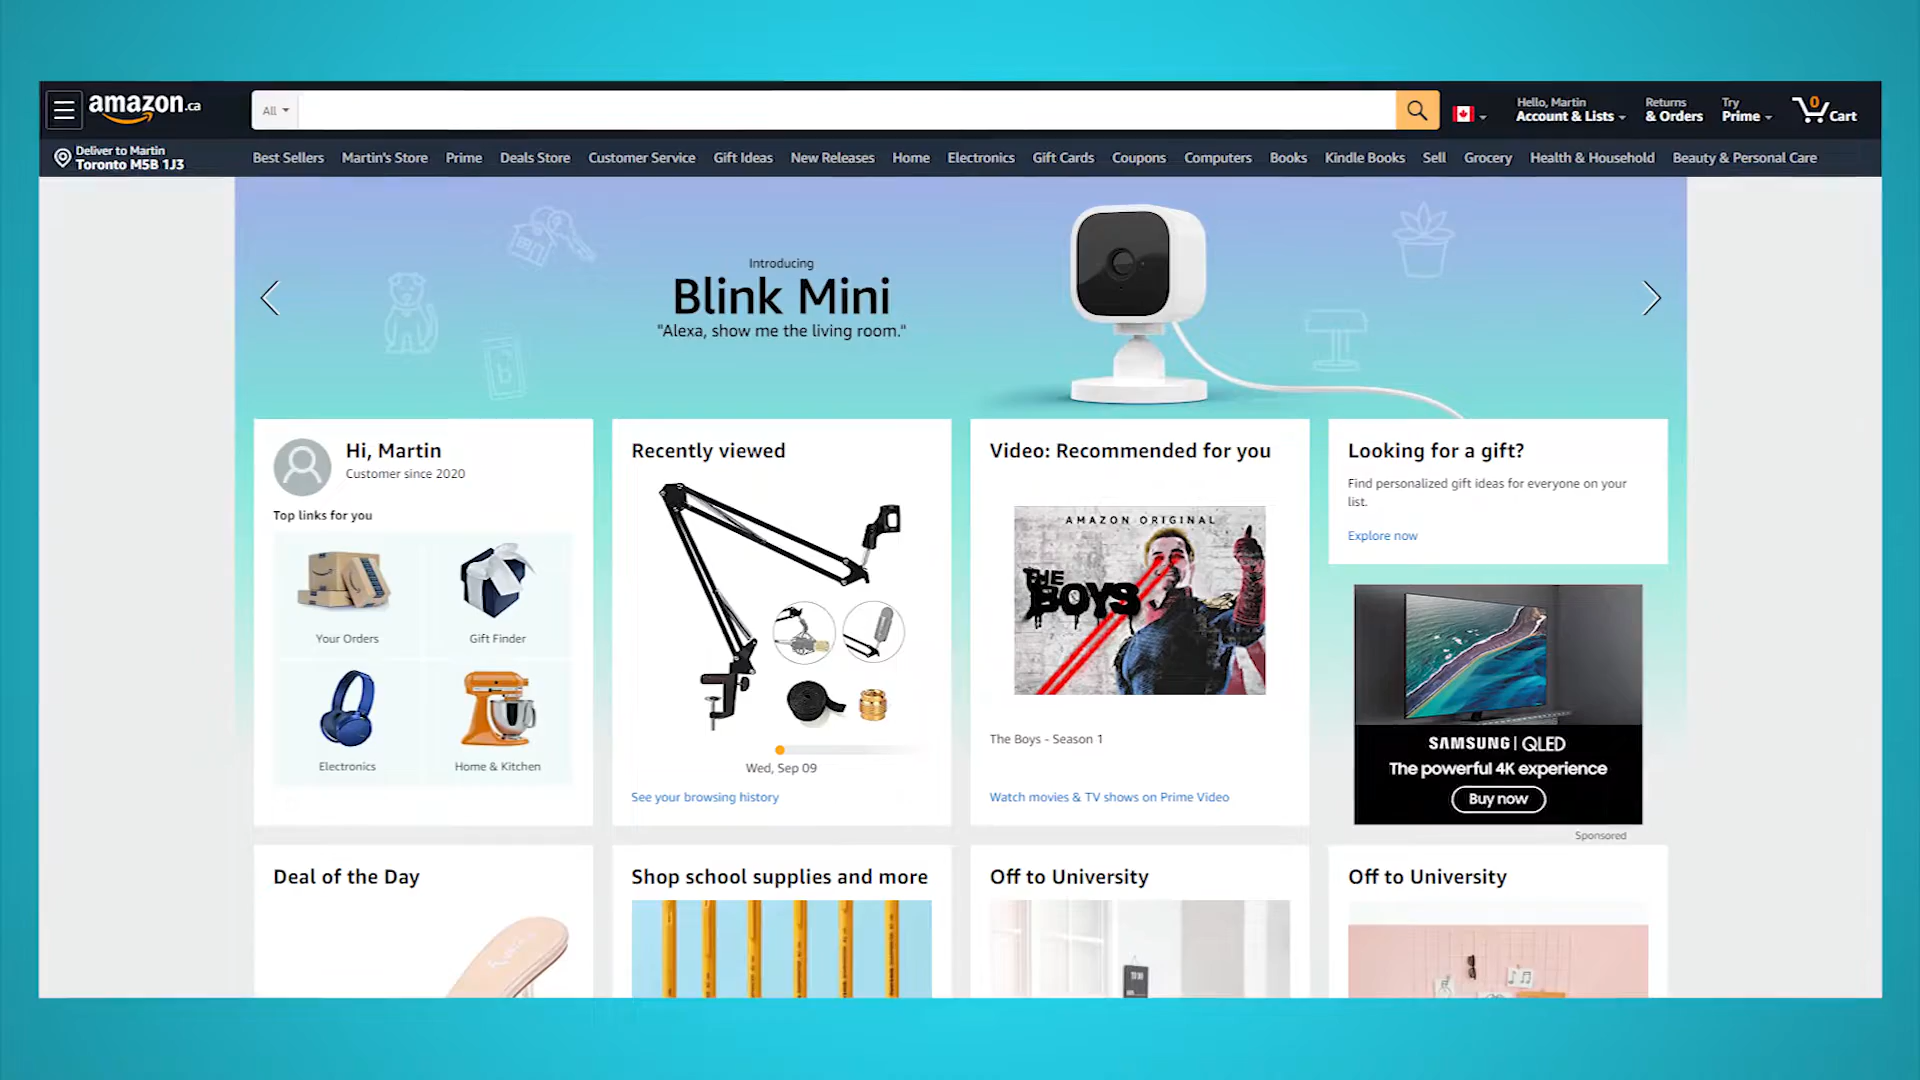 amazon.ca
All
Hello, Martin
Account & Lists
Returns
& Orders
Try
Prime
0
Cart
Deliver to Martin
Toronto M5B 1J3
Best Sellers Martin's Store Prime Deals Store Customer Service Gift Ideas New Releases Home Electronics Gift Cards Coupons Computers Books Kindle Books Sell Grocery Health & Household Beauty & Personal Care
Introducing
Blink Mini
"Alexa, show me the living room."
Hi, Martin
Customer since 2020
Top links for you
Your Orders
Gift Finder
Electronics
Home & Kitchen
Recently viewed
Wed, Sep 09
See your browsing history
Video: Recommended for you
AMAZON ORIGINAL
THE
BOYS
The Boys - Season 1
Watch movies & TV shows on Prime Video
Looking for a gift?
Find personalized gift ideas for everyone on your
list.
Explore now
SAMSUNG | QLED
The powerful 4K experience
Buy now
Sponsored
Deal of the Day
Shop school supplies and more
Off to University
Off to University